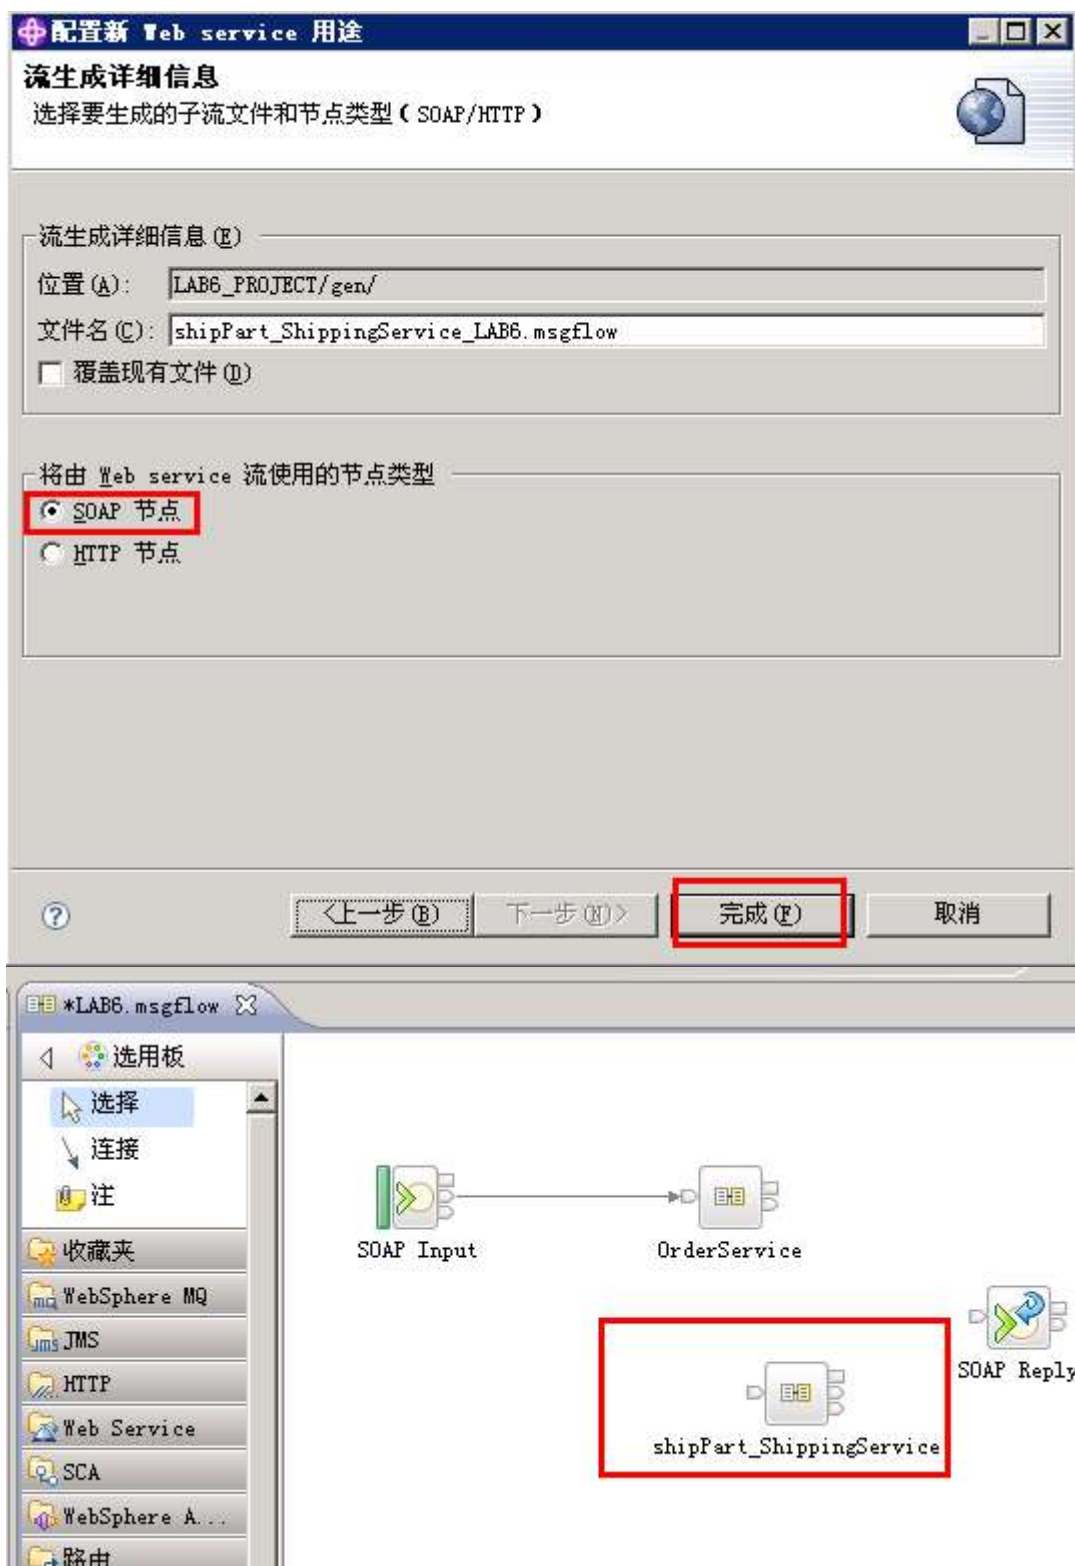 配置新 Web service 用途
流生成详细信息
选择要生成的子流文件和节点类型(SOAP/HTTP)
流生成详细信息(E)
位置(A): LAB6_PROJECT/gen/
文件名(C): shipPart_ShippingService_LAB6.msgflow
覆盖现有文件(D)
将由 Web service 流使用的节点类型
SOAP 节点
HTTP 节点
<上一步(B) 下一步(N)> 完成(F) 取消
*LAB6.msgflow
选用板
选择
连接
注
收藏夹
WebSphere MQ
JMS
HTTP
Web Service
SCA
WebSphere A...
路由
SOAP Input
OrderService
SOAP Reply
shipPart_ShippingService